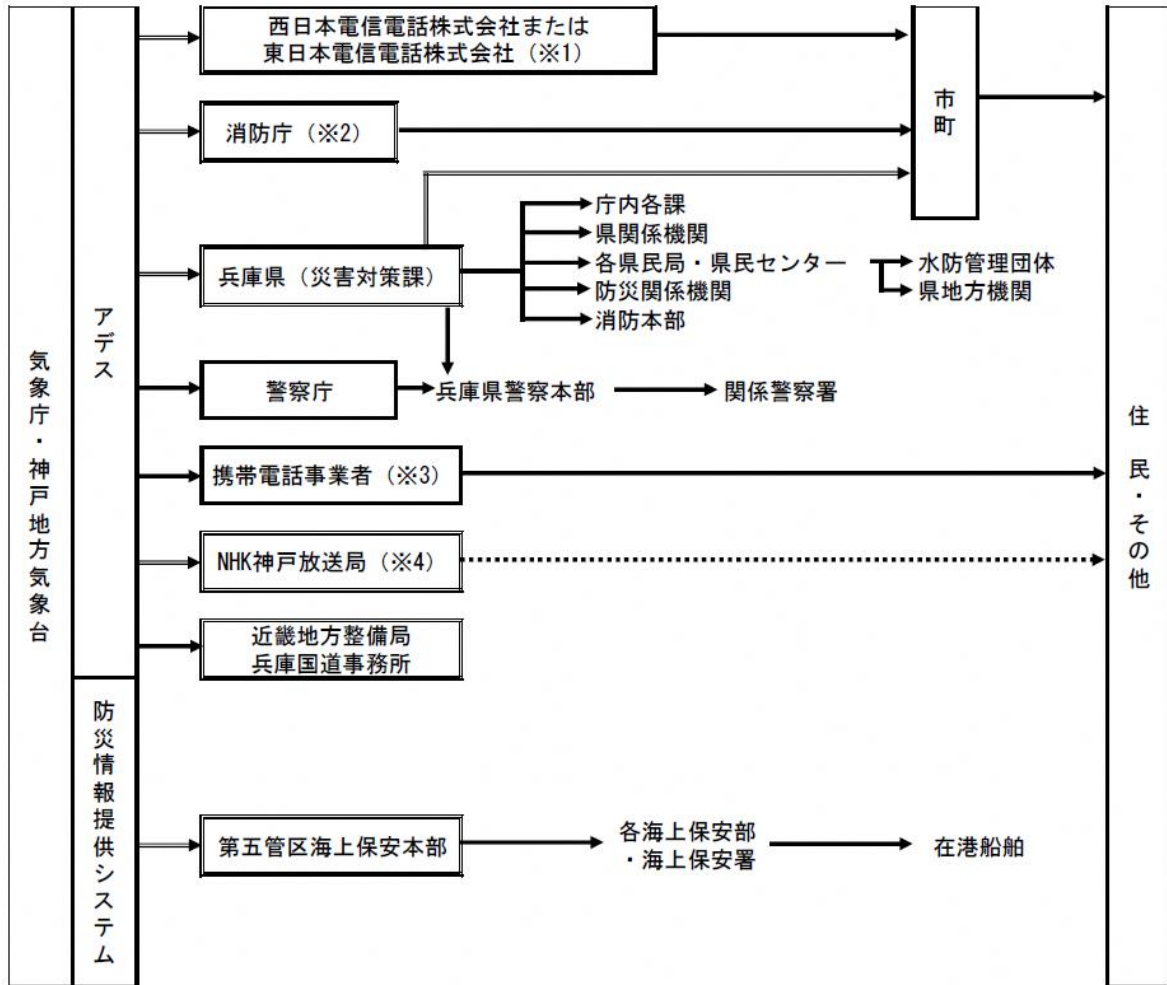 気象庁・神戸地方気象台
アデス
防災情報提供システム
西日本電信電話株式会社または
東日本電信電話株式会社（※1）
消防庁（※2）
兵庫県（災害対策課）
庁内各課
県関係機関
各県民局・県民センター
防災関係機関
消防本部
水防管理団体
県地方機関
警察庁
兵庫県警察本部
関係警察署
携帯電話事業者（※3）
NHK神戸放送局（※4）
近畿地方整備局
兵庫国道事務所
第五管区海上保安本部
各海上保安部
・海上保安署
在港船舶
市町
住民・その他